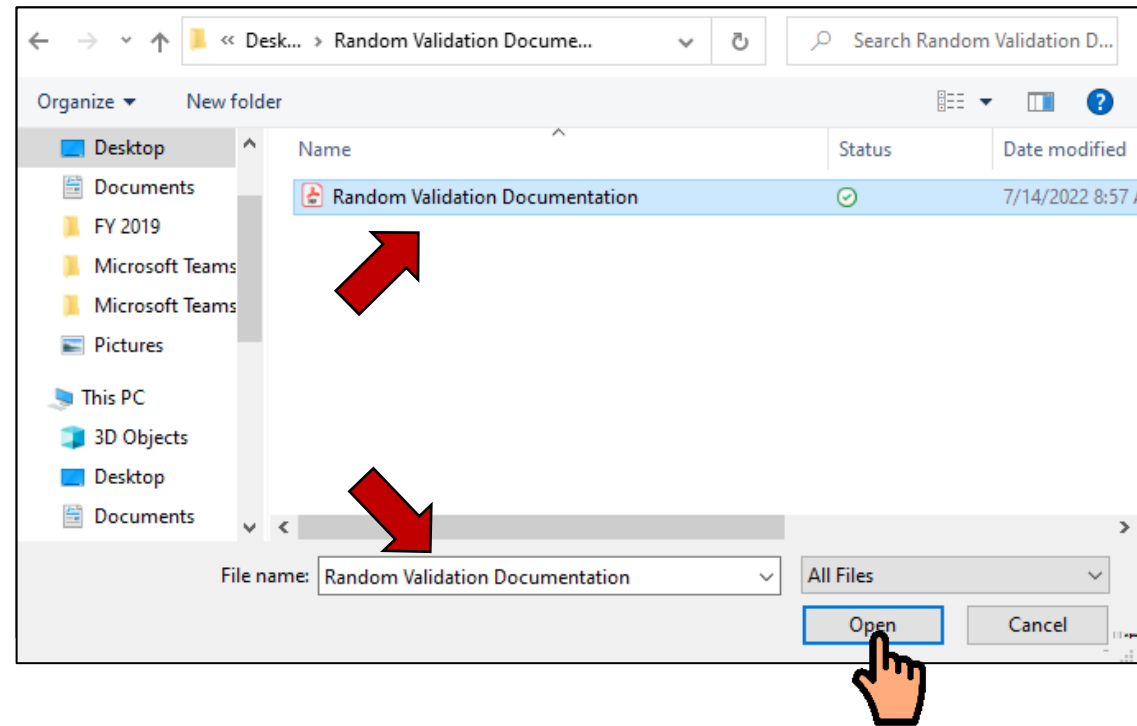 « Desk... > Random Validation Docume...
Search Random Validation D...
Organize
New folder
Name
Status
Date modified
Desktop
Documents
FY 2019
Microsoft Teams
Microsoft Teams
Pictures
This PC
3D Objects
Desktop
Documents
Random Validation Documentation
7/14/2022 8:57
File name:
Random Validation Documentation
All Files
Open
Cancel